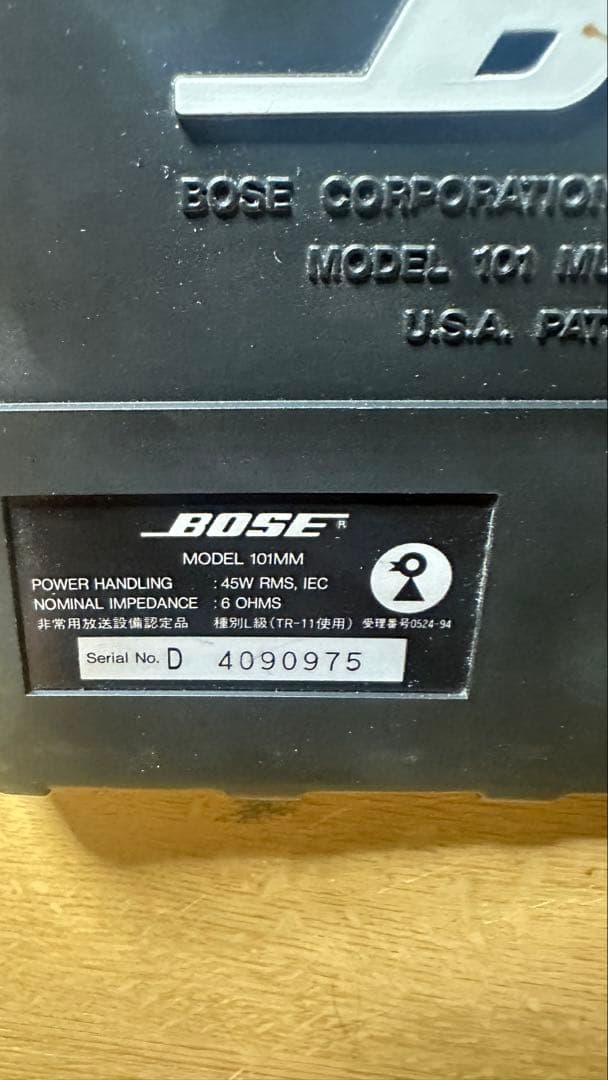 BOSE CORPORATION
MODEL 101
U.S.A. PAT
BOSE ®
MODEL 101MM
POWER HANDLING : 45W RMS, IEC
NOMINAL IMPEDANCE : 6 OHMS
非常用放送設備認定品 種別L級(TR-11使用) 受理番号0524-94
Serial No. D 4090975